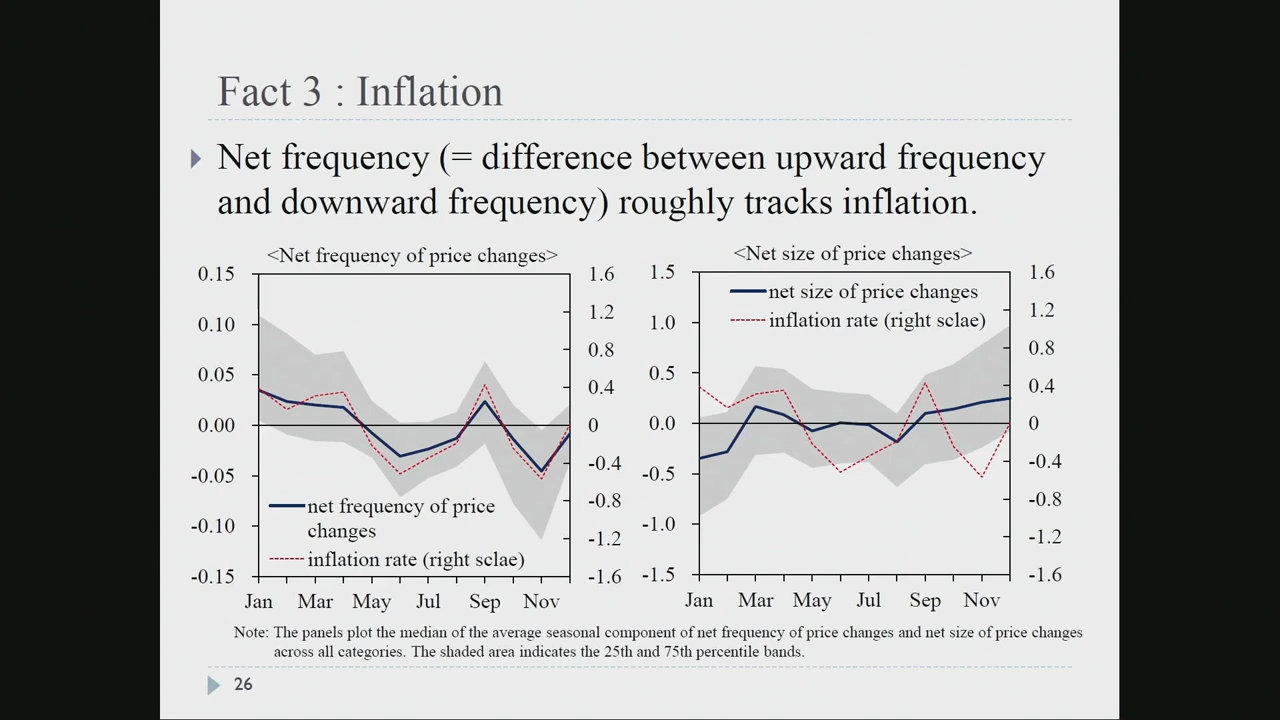 Fact 3 : Inflation
Net frequency (= difference between upward frequency
and downward frequency) roughly tracks inflation.
<Net frequency of price changes>
0.15
0.10
0.05
0.00
-0.05
-0.10
-0.15
1.6
1.2
0.8
0.4
0
-0.4
-0.8
-1.2
-1.6
net frequency of price
changes
inflation rate (right sclae)
Jan Mar May Jul Sep Nov
<Net size of price changes>
1.5
1.0
0.5
0.0
-0.5
-1.0
-1.5
1.6
1.2
0.8
0.4
0
-0.4
-0.8
-1.2
-1.6
net size of price changes
inflation rate (right sclae)
Jan Mar May Jul Sep Nov
Note: The panels plot the median of the average seasonal component of net frequency of price changes and net size of price changes
across all categories. The shaded area indicates the 25th and 75th percentile bands.
26